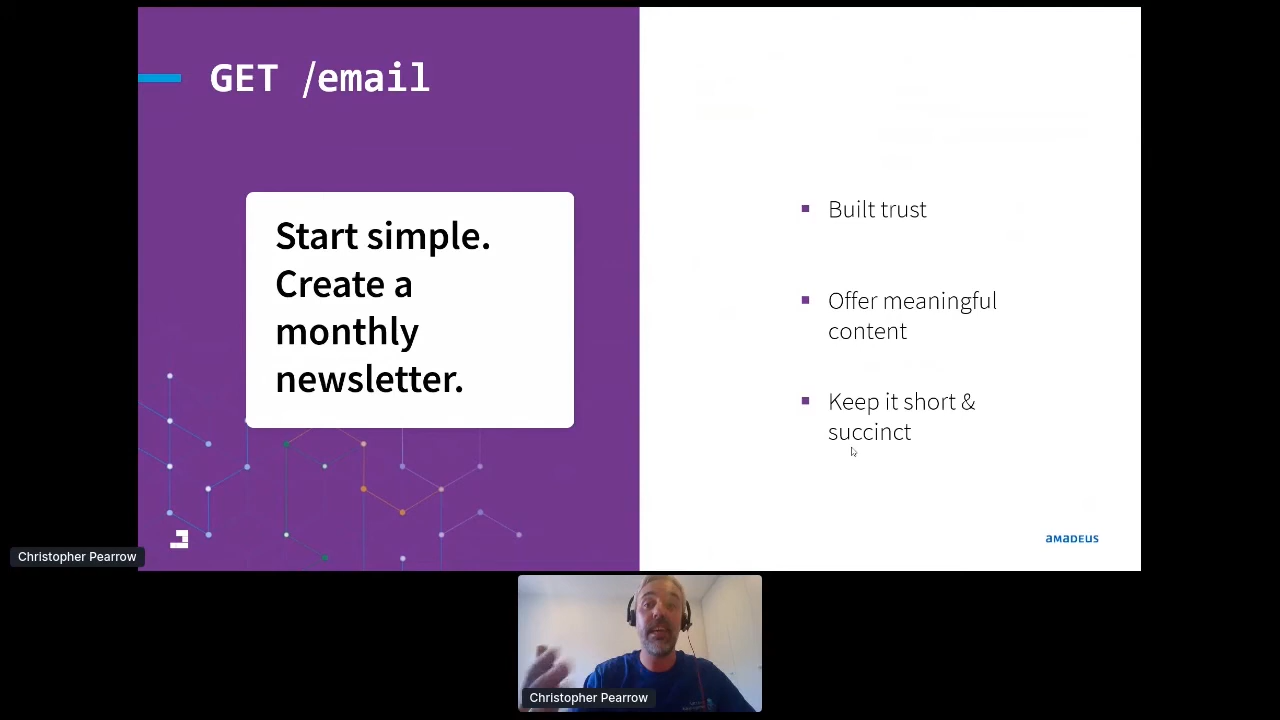 GET /email
Start simple.
Create a
monthly
newsletter.
Built trust
Offer meaningful
content
Keep it short &
succinct
amadeus
Christopher Pearrow
Christopher Pearrow